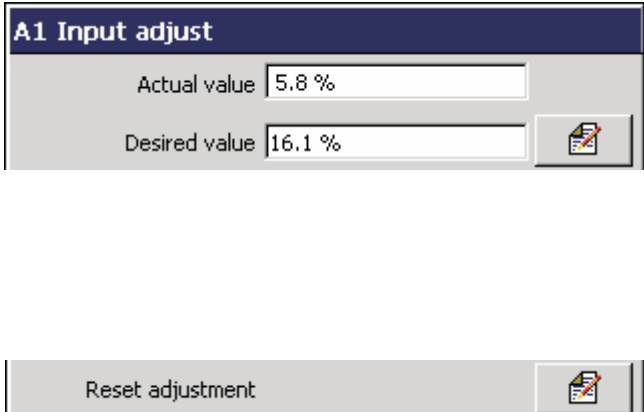 A1 Input adjust
Actual value 5.8 %
Desired value 16.1 %
Reset adjustment